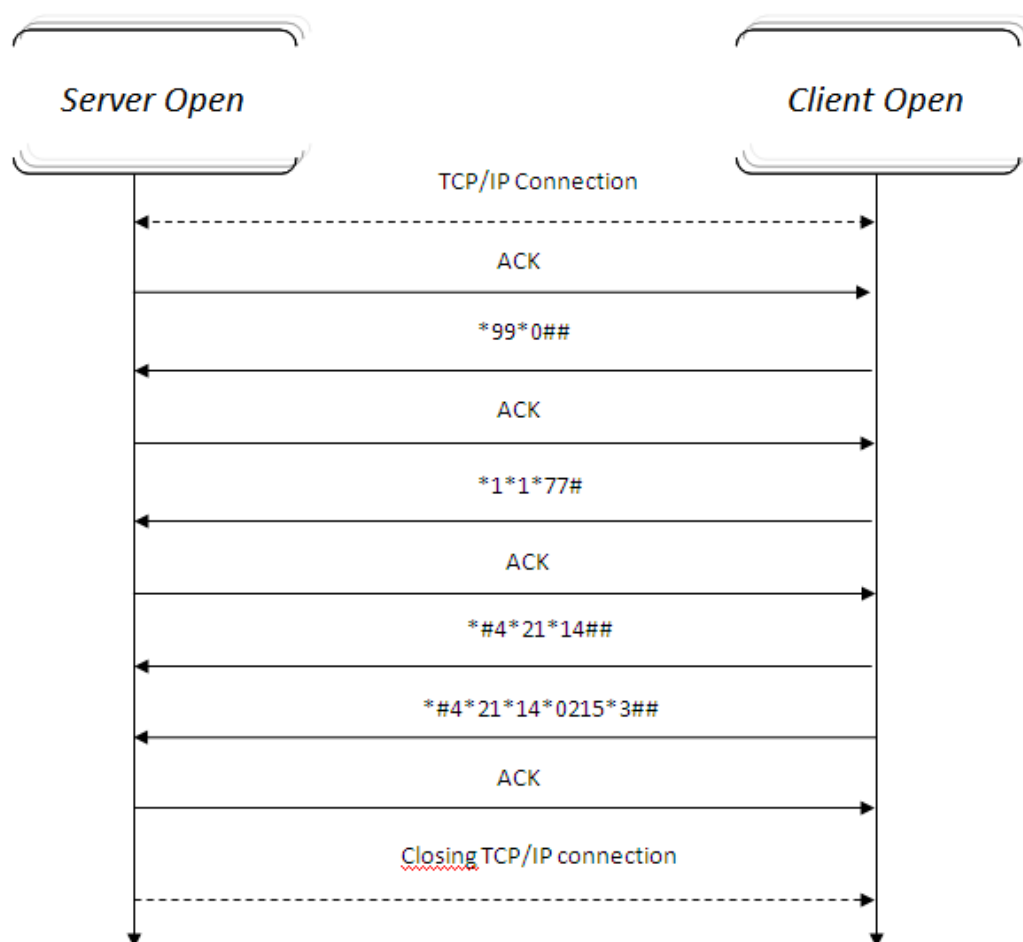 Server Open
Client Open
TCP/IP Connection
ACK
*99*0##
ACK
*1*1*77#
ACK
*#4*21*14##
*#4*21*14*0215*3##
ACK
Closing TCP/IP connection